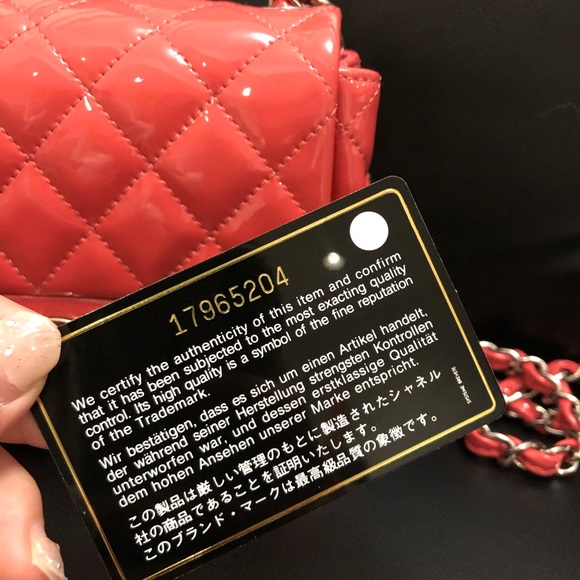 17965204
We certify the authenticity of this item and confirm
that it has been subjected to the most exacting quality
control. Its high quality is a symbol of the fine reputation
of the Trademark.
Wir bestätigen, dass es sich um einen Artikel handelt,
der während seiner Herstellung strengsten Kontrollen
unterworfen war, und dessen erstklassige Qualität
dem hohen Ansehen unserer Marke entspricht.
この製品は厳しい管理のもとに製造されたシャネル
社の商品であることを証明いたします。
このブランド・マークは最高級品質の象徴です。